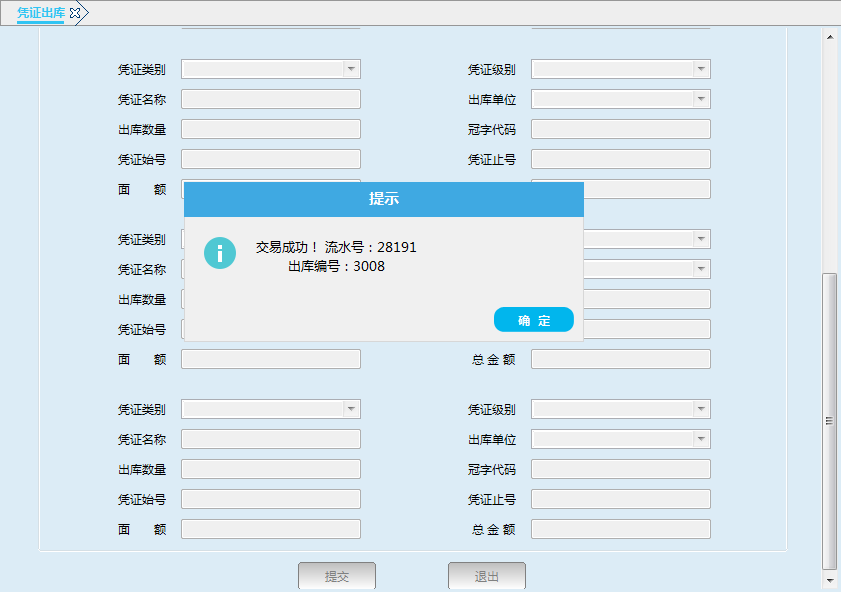 凭证出库
凭证类别 凭证级别
凭证名称 出库单位
出库数量 冠字代码
凭证始号 凭证止号
面 额
提示
凭证类别
交易成功！ 流水号：28191
出库编号：3008
凭证名称
出库数量
确 定
凭证始号
面 额 总 金 额
凭证类别 凭证级别
凭证名称 出库单位
出库数量 冠字代码
凭证始号 凭证止号
面 额 总 金 额
提交 退出